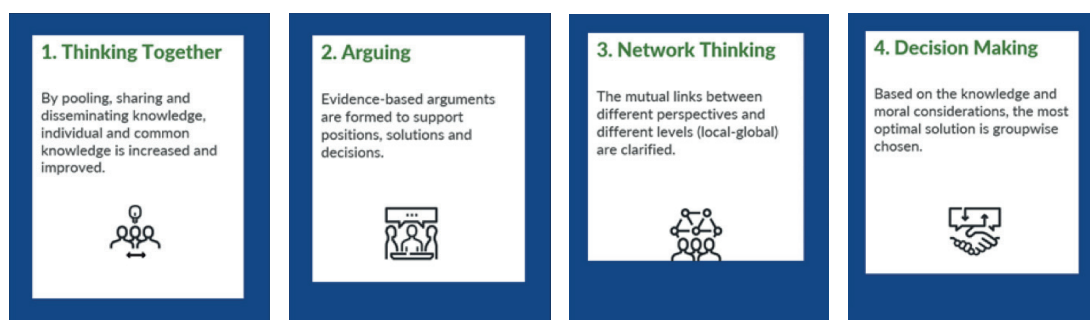 1. Thinking Together
By pooling, sharing and
disseminating knowledge,
individual and common
knowledge is increased and
improved.
2. Arguing
Evidence-based arguments
are formed to support
positions, solutions and
decisions.
3. Network Thinking
The mutual links between
different perspectives and
different levels (local-global)
are clarified.
4. Decision Making
Based on the knowledge and
moral considerations, the most
optimal solution is groupwise
chosen.